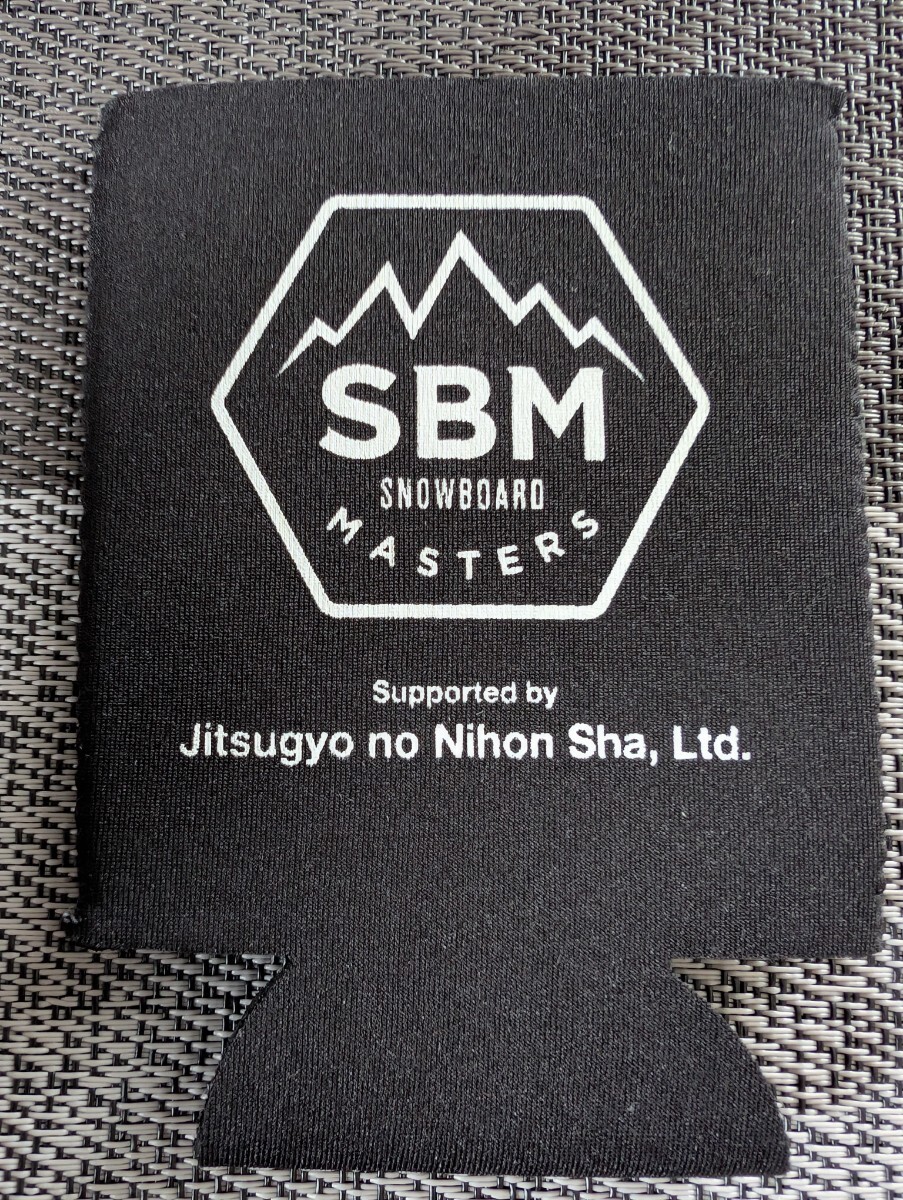 SBM
SNOWBOARD
MASTERS
Supported by
Jitsugyo no Nihon Sha, Ltd.